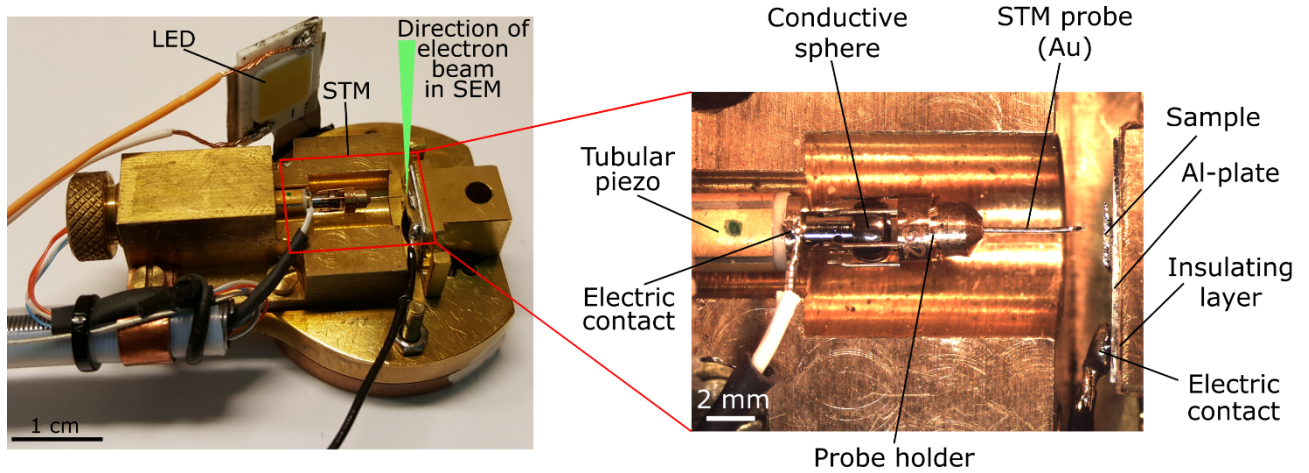 LED
Direction of
electron
beam
in SEM
STM
1 cm
Conductive
sphere
STM probe
(Au)
Sample
Al-plate
Tubular
piezo
Insulating
layer
Electric
contact
Electric
contact
2 mm
Probe holder